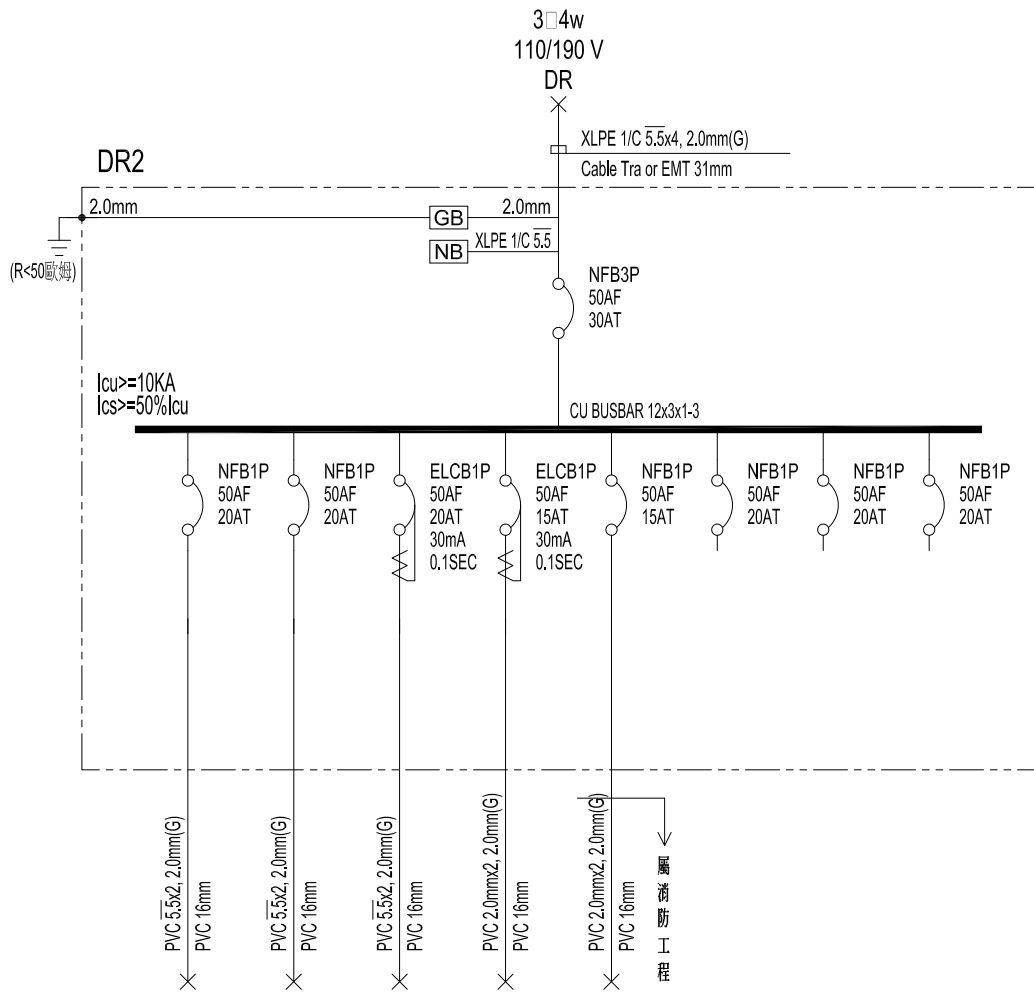 3□4w
110/190 V
DR
XLPE 1/C 5.5x4, 2.0mm(G)
Cable Tra or EMT 31mm
DR2
2.0mm
GB
2.0mm
NB
XLPE 1/C 5.5
(R<50歐姆)
NFB3P
50AF
30AT
Icu>=10KA
Ics>=50%Icu
CU BUSBAR 12x3x1-3
NFB1P
50AF
20AT
NFB1P
50AF
20AT
ELCB1P
50AF
20AT
30mA
0.1SEC
ELCB1P
50AF
15AT
30mA
0.1SEC
NFB1P
50AF
15AT
NFB1P
50AF
20AT
NFB1P
50AF
20AT
NFB1P
50AF
20AT
PVC 5.5x2, 2.0mm(G)
PVC 16mm
PVC 5.5x2, 2.0mm(G)
PVC 16mm
PVC 5.5x2, 2.0mm(G)
PVC 16mm
PVC 2.0mmx2, 2.0mm(G)
PVC 16mm
PVC 2.0mmx2, 2.0mm(G)
PVC 16mm
屬消防工程